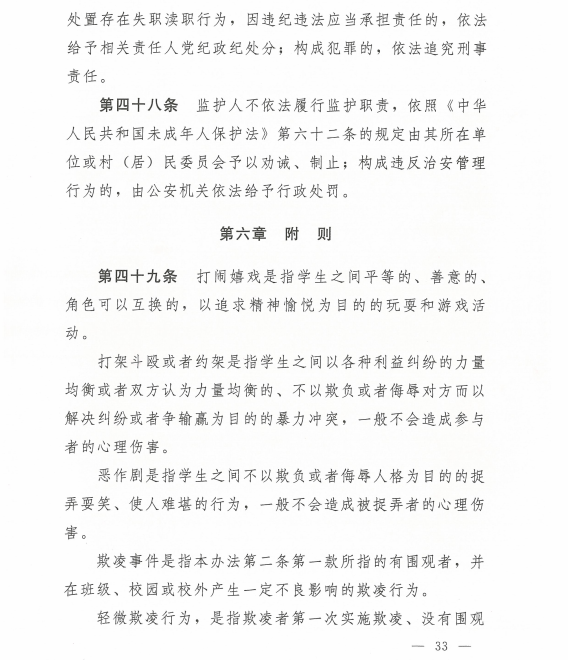 处置存在失职渎职行为，因违纪违法应当承担责任的，依法
给予相关责任人党纪政纪处分；构成犯罪的，依法追究刑事
责任。
第四十八条　监护人不依法履行监护职责，依照《中华
人民共和国未成年人保护法》第六十二条的规定由其所在单
位或村（居）民委员会予以劝诫、制止；构成违反治安管理
行为的，由公安机关依法给予行政处罚。
第六章　附　则
第四十九条　打闹嬉戏是指学生之间平等的、善意的、
角色可以互换的，以追求精神愉悦为目的的玩耍和游戏活
动。
打架斗殴或者约架是指学生之间以各种利益纠纷的力量
均衡或者双方认为力量均衡的、不以欺负或者侮辱对方而以
解决纠纷或者争输赢为目的的暴力冲突，一般不会造成参与
者的心理伤害。
恶作剧是指学生之间不以欺负或者侮辱人格为目的的捉
弄耍笑、使人难堪的行为，一般不会造成被捉弄者的心理伤
害。
欺凌事件是指本办法第二条第一款所指的有围观者，并
在班级、校园或校外产生一定不良影响的欺凌行为。
轻微欺凌行为，是指欺凌者第一次实施欺凌、没有围观
— 33 —